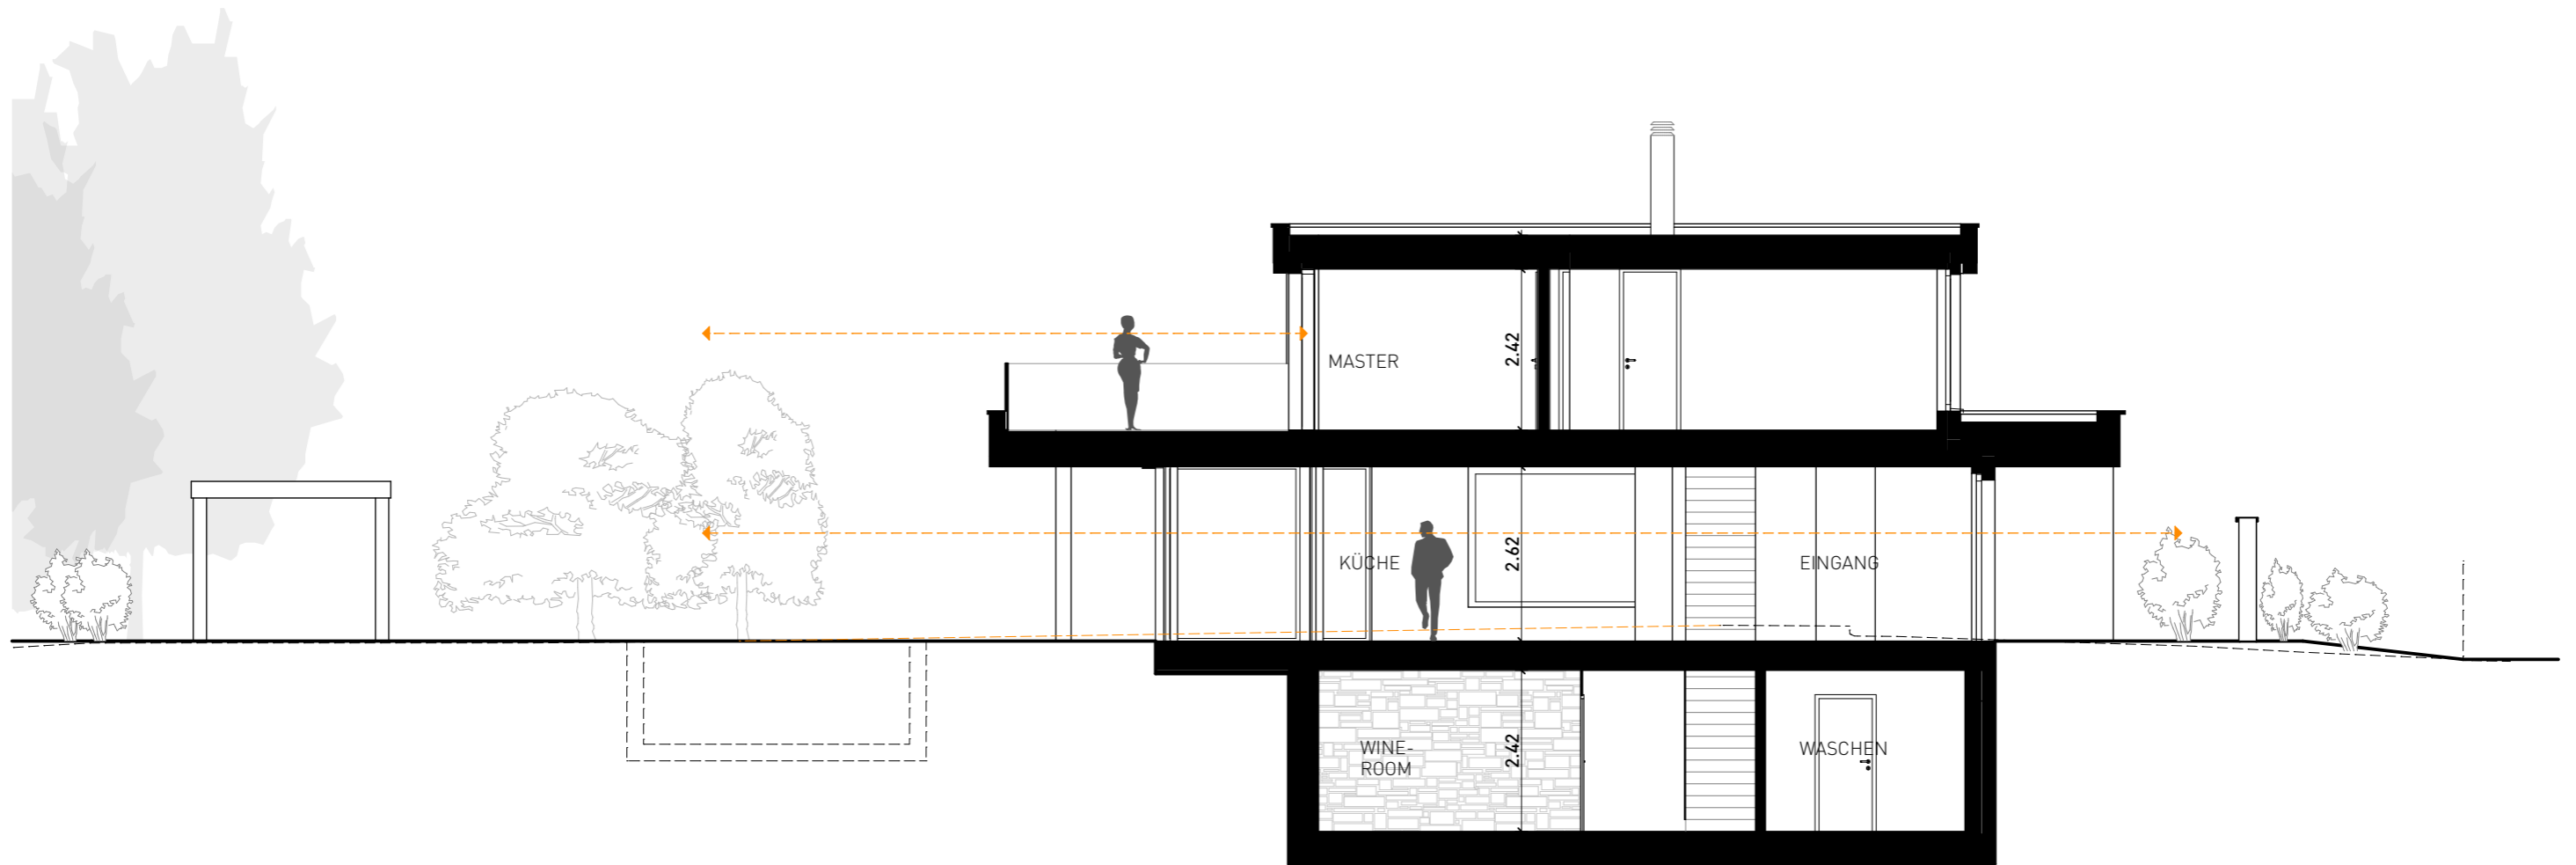 MASTER
2.42
KÜCHE
2.62
EINGANG
WINE-
ROOM
2.42
WASCHEN